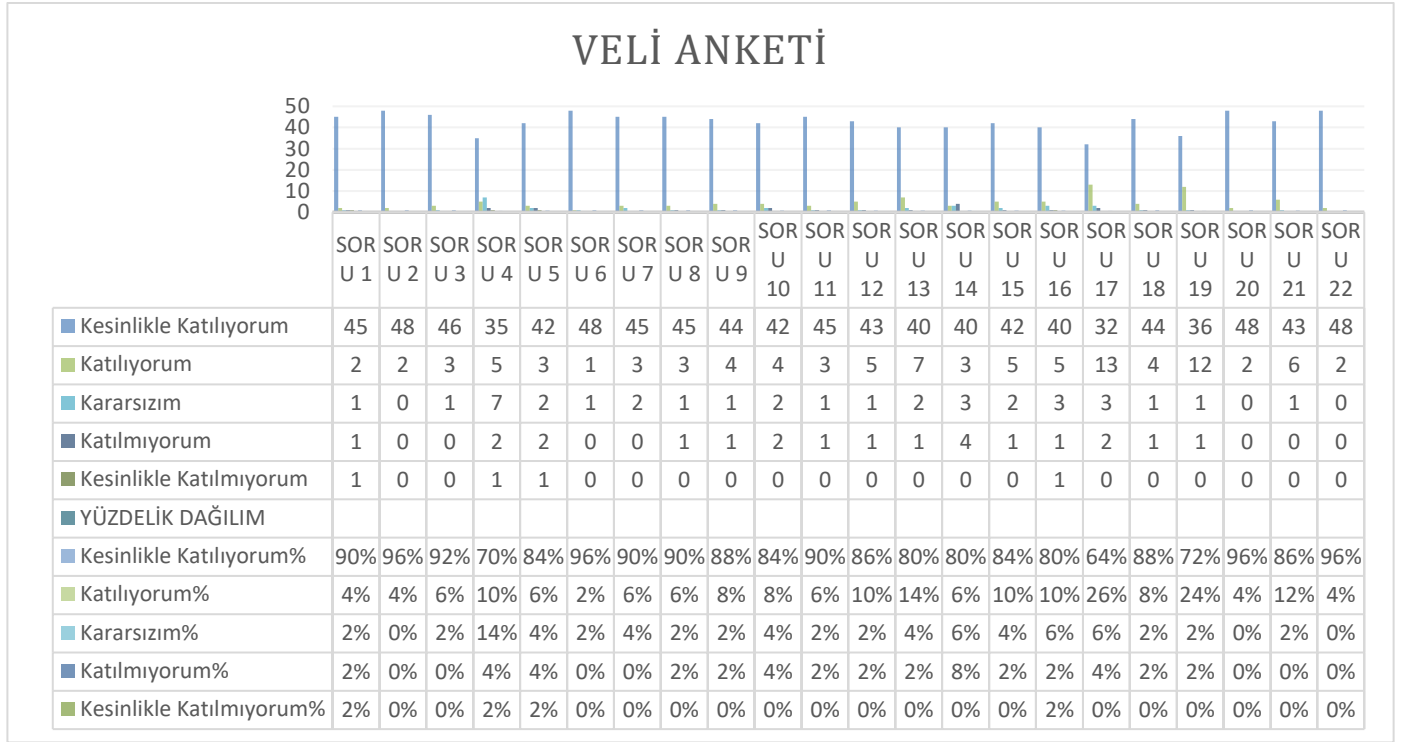 VELİ ANKETİ
50
40
30
20
10
0
SORU 1 SORU 2 SORU 3 SORU 4 SORU 5 SORU 6 SORU 7 SORU 8 SORU 9 SORU 10 SORU 11 SORU 12 SORU 13 SORU 14 SORU 15 SORU 16 SORU 17 SORU 18 SORU 19 SORU 20 SORU 21 SORU 22
Kesinlikle Katılıyorum 45 48 46 35 42 48 45 45 44 42 45 43 40 40 42 40 32 44 36 48 43 48
Katılıyorum 2 2 3 5 3 1 3 3 4 4 3 5 7 3 5 5 13 4 12 2 6 2
Kararsızım 1 0 1 7 2 1 2 1 1 2 1 1 2 3 2 3 3 1 1 0 1 0
Katılmıyorum 1 0 0 2 2 0 0 1 1 2 1 1 1 4 1 1 2 1 1 0 0 0
Kesinlikle Katılmıyorum 1 0 0 1 1 0 0 0 0 0 0 0 0 0 0 1 0 0 0 0 0 0
YÜZDELİK DAĞILIM
Kesinlikle Katılıyorum% 90% 96% 92% 70% 84% 96% 90% 90% 88% 84% 90% 86% 80% 80% 84% 80% 64% 88% 72% 96% 86% 96%
Katılıyorum% 4% 4% 6% 10% 6% 2% 6% 6% 8% 8% 6% 10% 14% 6% 10% 10% 26% 8% 24% 4% 12% 4%
Kararsızım% 2% 0% 2% 14% 4% 2% 4% 2% 2% 4% 2% 2% 4% 6% 4% 6% 6% 2% 2% 0% 2% 0%
Katılmıyorum% 2% 0% 0% 4% 4% 0% 0% 2% 2% 4% 2% 2% 2% 8% 2% 2% 4% 2% 2% 0% 0% 0%
Kesinlikle Katılmıyorum% 2% 0% 0% 2% 2% 0% 0% 0% 0% 0% 0% 0% 0% 0% 0% 2% 0% 0% 0% 0% 0% 0%